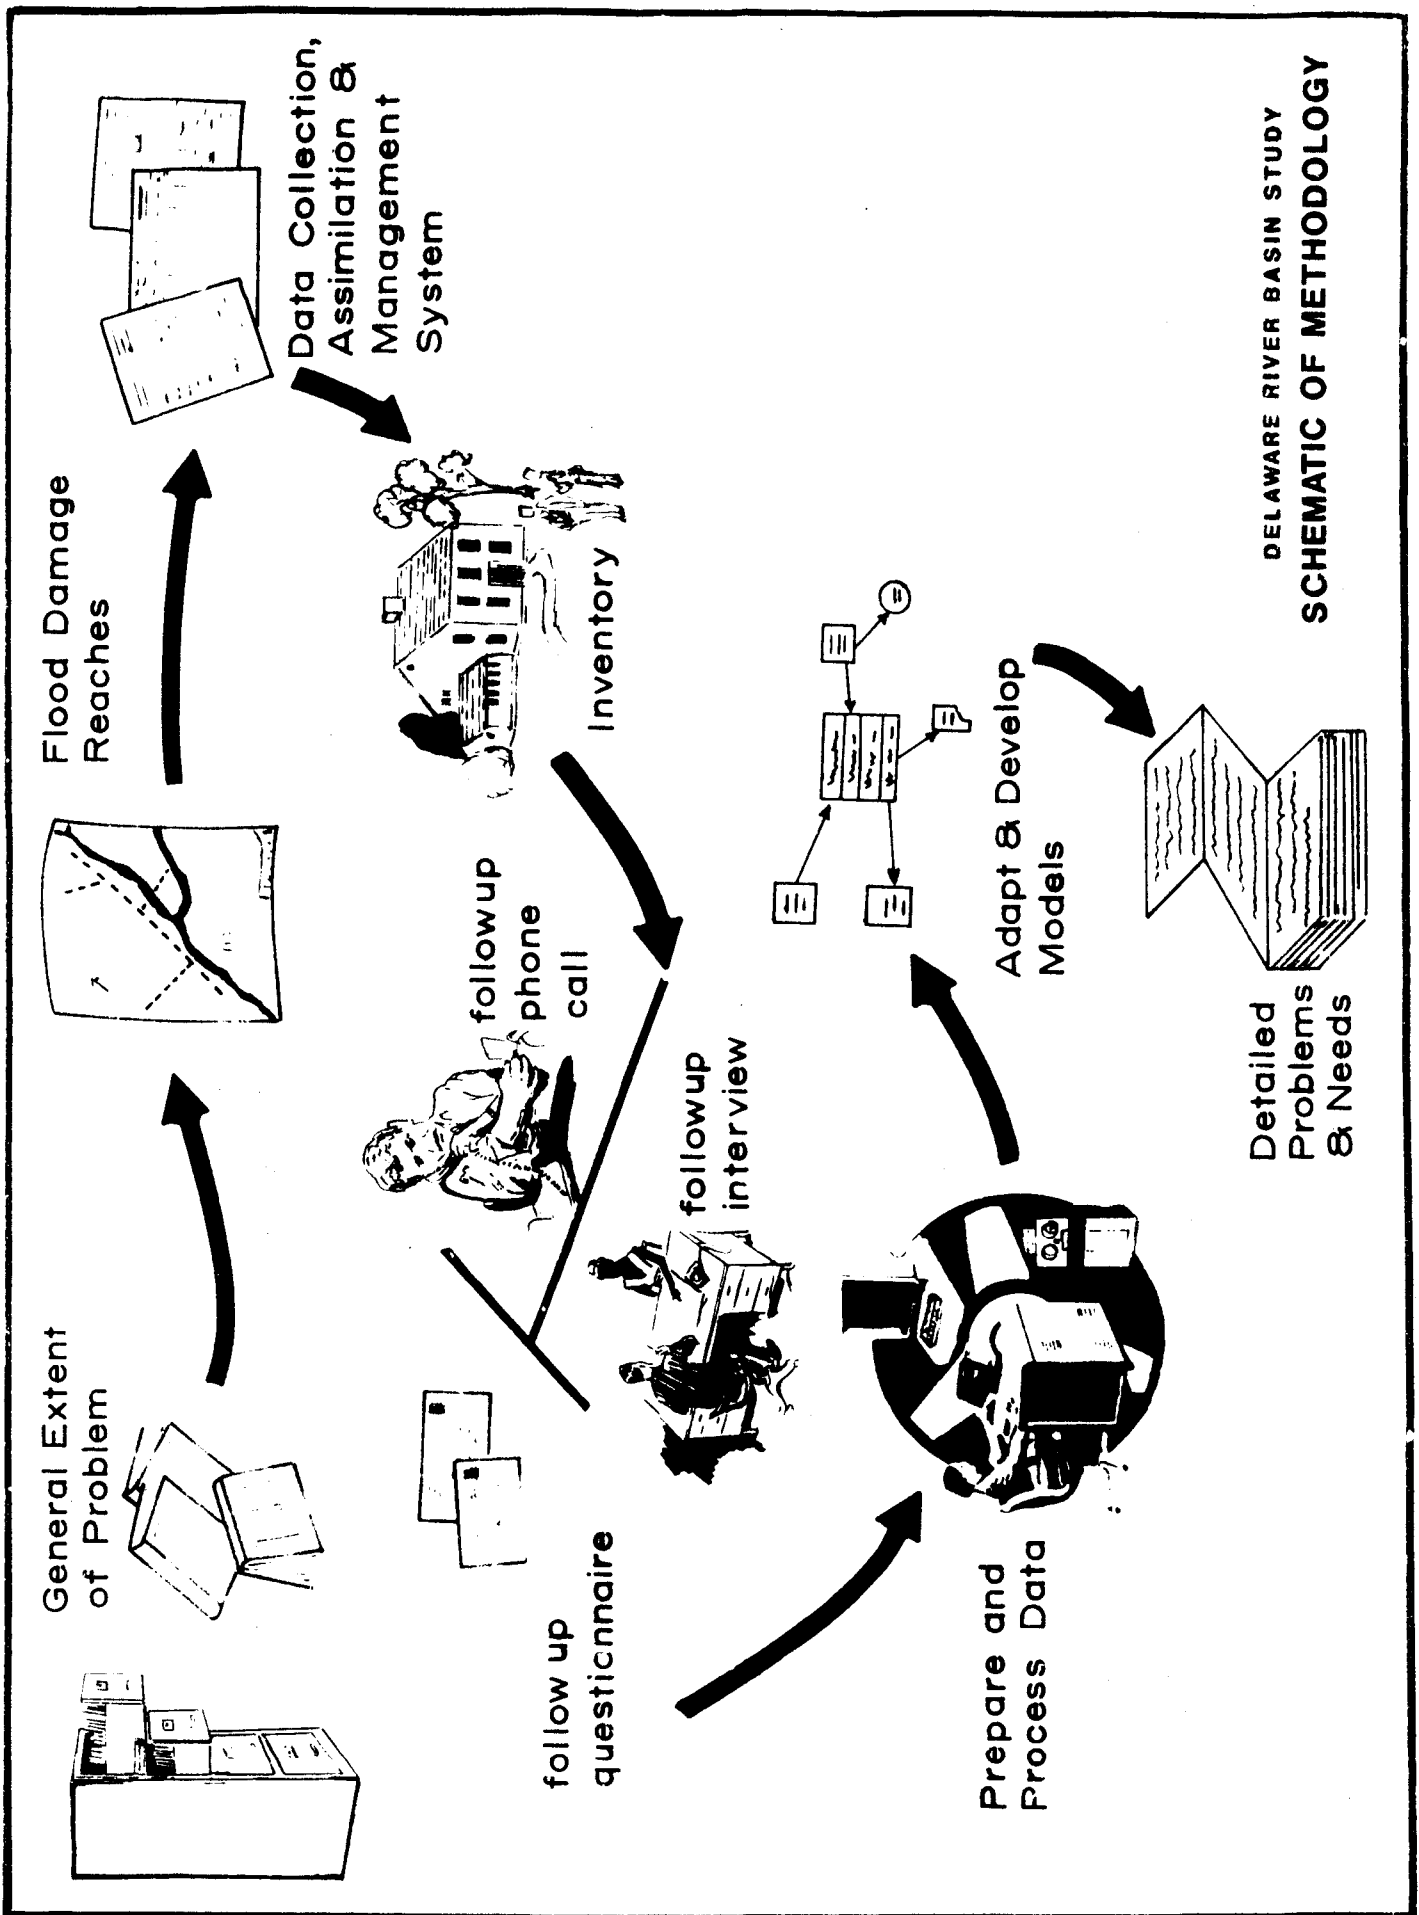 General Extent
of Problem
Flood Damage
Reaches
Data Collection,
Assimilation &
Management
System
Inventory
followup
phone
call
followup
interview
follow up
questionnaire
Prepare and
Process Data
Adapt & Develop
Models
Detailed
Problems
& Needs
DELAWARE RIVER BASIN STUDY
SCHEMATIC OF METHODOLOGY